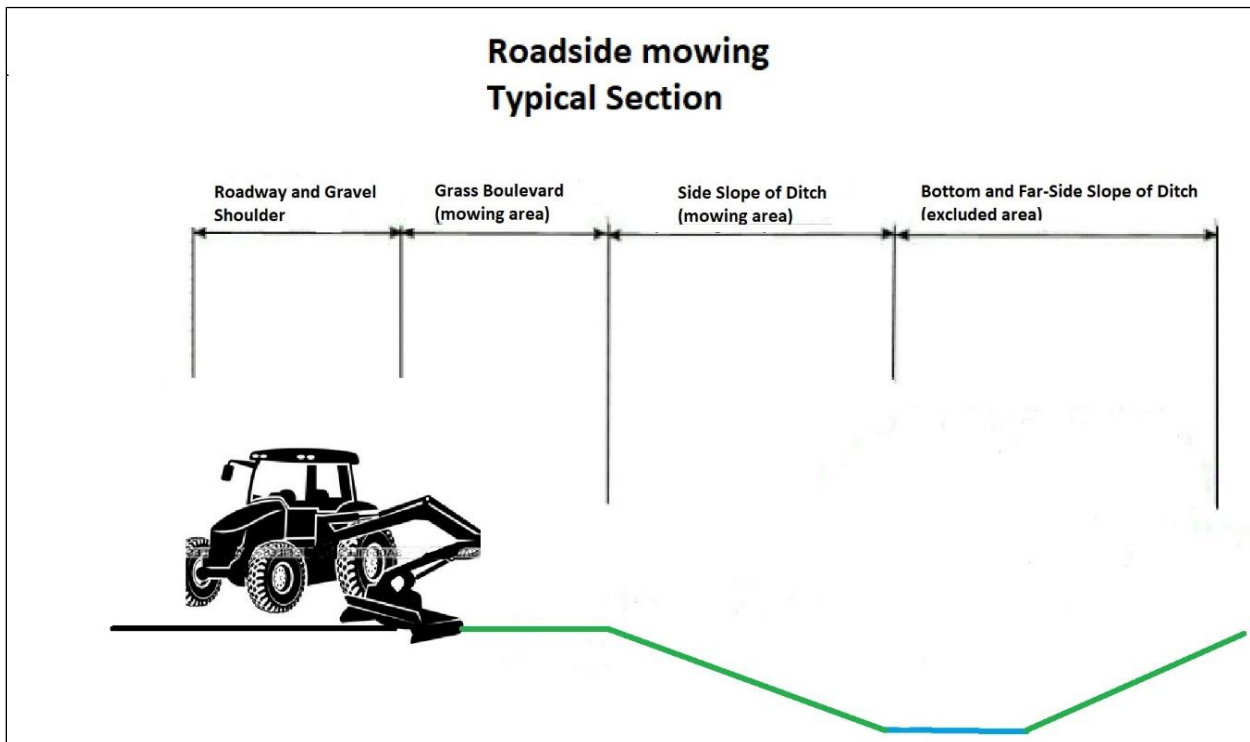 Roadside mowing
Typical Section
Roadway and Gravel
Shoulder
Grass Boulevard
(mowing area)
Side Slope of Ditch
(mowing area)
Bottom and Far-Side Slope of Ditch
(excluded area)